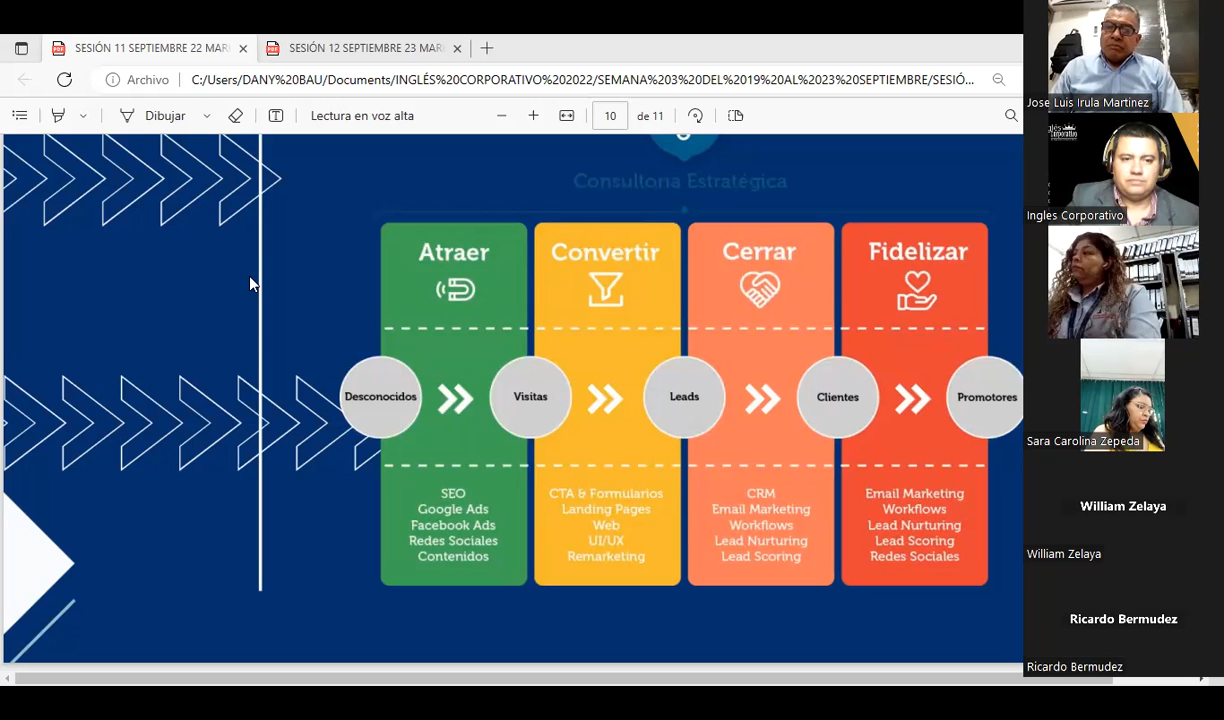 SESIÓN 11 SEPTIEMBRE 22 MAR
SESIÓN 12 SEPTIEMBRE 23 MAR
Archivo
C:/Users/DANY%20BAU/Documents/INGLÉS%20CORPORATIVO%202022/SEMANA%203%20DEL%2019%20AL%2023%20SEPTIEMBRE/SESIÓ...
Dibujar
Lectura en voz alta
10
de 11
Consultoria Estratégica
Atraer
Convertir
Cerrar
Fidelizar
Desconocidos
Visitas
Leads
Clientes
Promotores
SEO
Google Ads
Facebook Ads
Redes Sociales
Contenidos
CTA & Formularios
Landing Pages
Web
UI/UX
Remarketing
CRM
Email Marketing
Workflows
Lead Nurturing
Lead Scoring
Email Marketing
Workflows
Lead Nurturing
Lead Scoring
Redes Sociales
Jose Luis Irula Martinez
Ingles Corporativo
Sara Carolina Zepeda
William Zelaya
William Zelaya
Ricardo Bermudez
Ricardo Bermudez